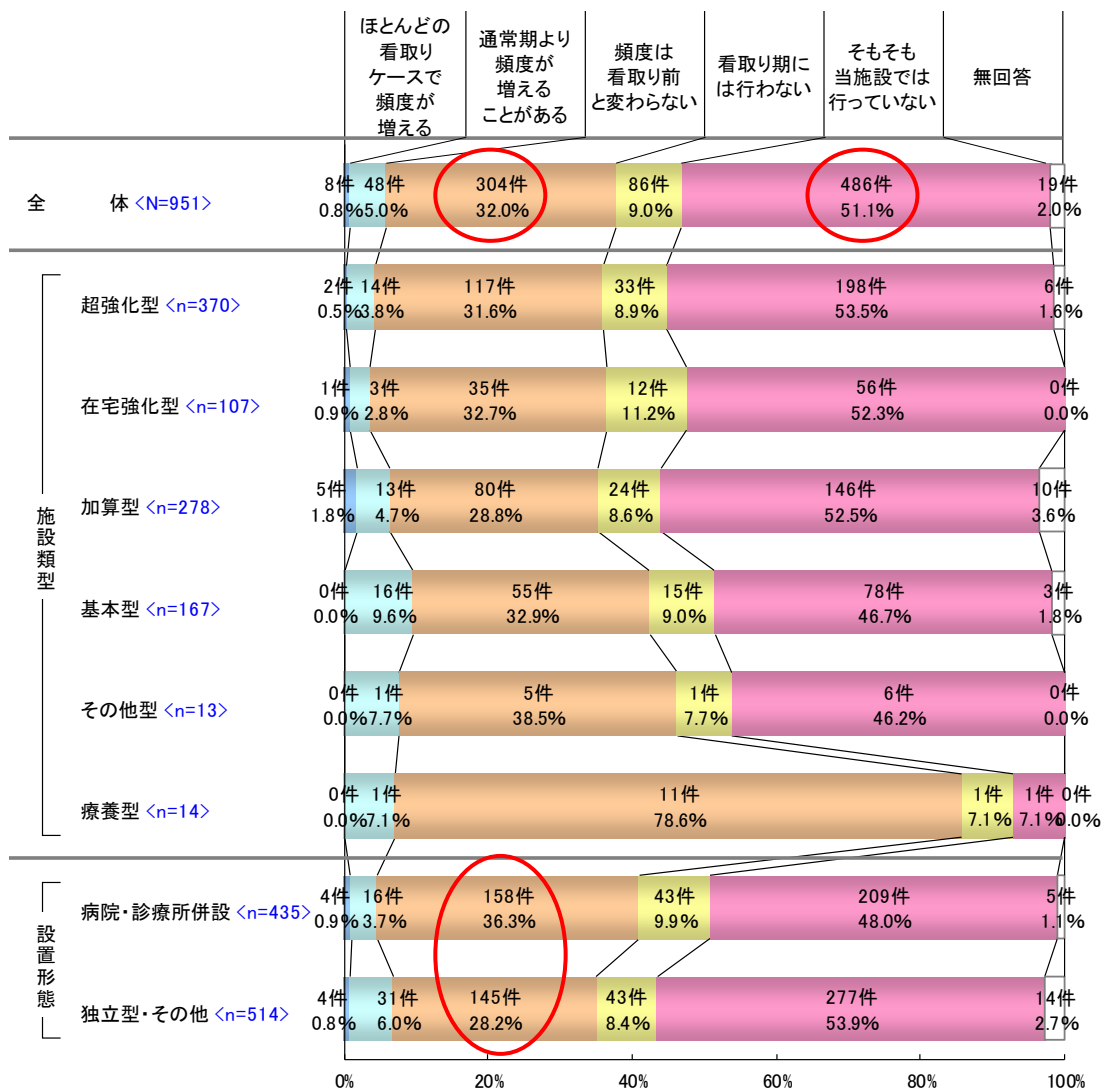 ほとんどの
看取り
ケースで
頻度が
増える
通常期より
頻度が
増える
ことがある
頻度は
看取り前
と変わらない
看取り期に
は行わない
そもそも
当施設では
行っていない
無回答
全　体 <N=951>
8件 48件 304件 86件 486件 19件
0.8% 5.0% 32.0% 9.0% 51.1% 2.0%
施設類型
超強化型 <n=370>
2件 14件 117件 33件 198件 6件
0.5% 3.8% 31.6% 8.9% 53.5% 1.6%
在宅強化型 <n=107>
1件 3件 35件 12件 56件 0件
0.9% 2.8% 32.7% 11.2% 52.3% 0.0%
加算型 <n=278>
5件 13件 80件 24件 146件 10件
1.8% 4.7% 28.8% 8.6% 52.5% 3.6%
基本型 <n=167>
0件 16件 55件 15件 78件 3件
0.0% 9.6% 32.9% 9.0% 46.7% 1.8%
その他型 <n=13>
0件 1件 5件 1件 6件 0件
0.0% 7.7% 38.5% 7.7% 46.2% 0.0%
療養型 <n=14>
0件 1件 11件 1件 1件 0件
0.0% 7.1% 78.6% 7.1% 7.1% 0.0%
設置形態
病院・診療所併設 <n=435>
4件 16件 158件 43件 209件 5件
0.9% 3.7% 36.3% 9.9% 48.0% 1.1%
独立型・その他 <n=514>
4件 31件 145件 43件 277件 14件
0.8% 6.0% 28.2% 8.4% 53.9% 2.7%
0% 20% 40% 60% 80% 100%